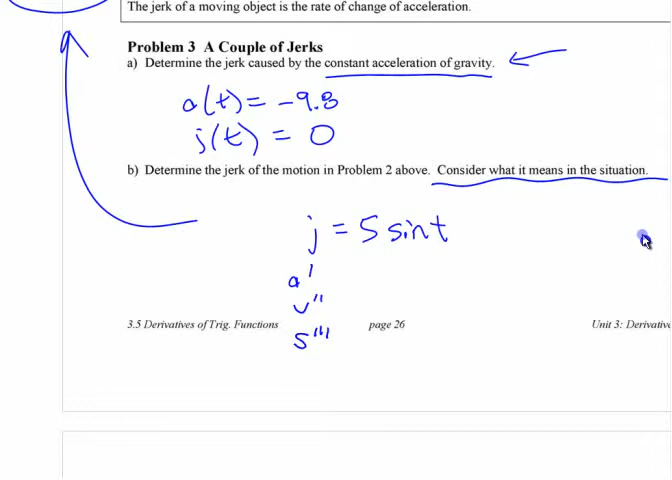 The jerk of a moving object is the rate of change of acceleration.
Problem 3 A Couple of Jerks
a) Determine the jerk caused by the constant acceleration of gravity.
a(t) = -9.8
j(t) = 0
b) Determine the jerk of the motion in Problem 2 above. Consider what it means in the situation.
j = 5 sin t
a'
v''
s'''
3.5 Derivatives of Trig. Functions page 26 Unit 3: Derivativ